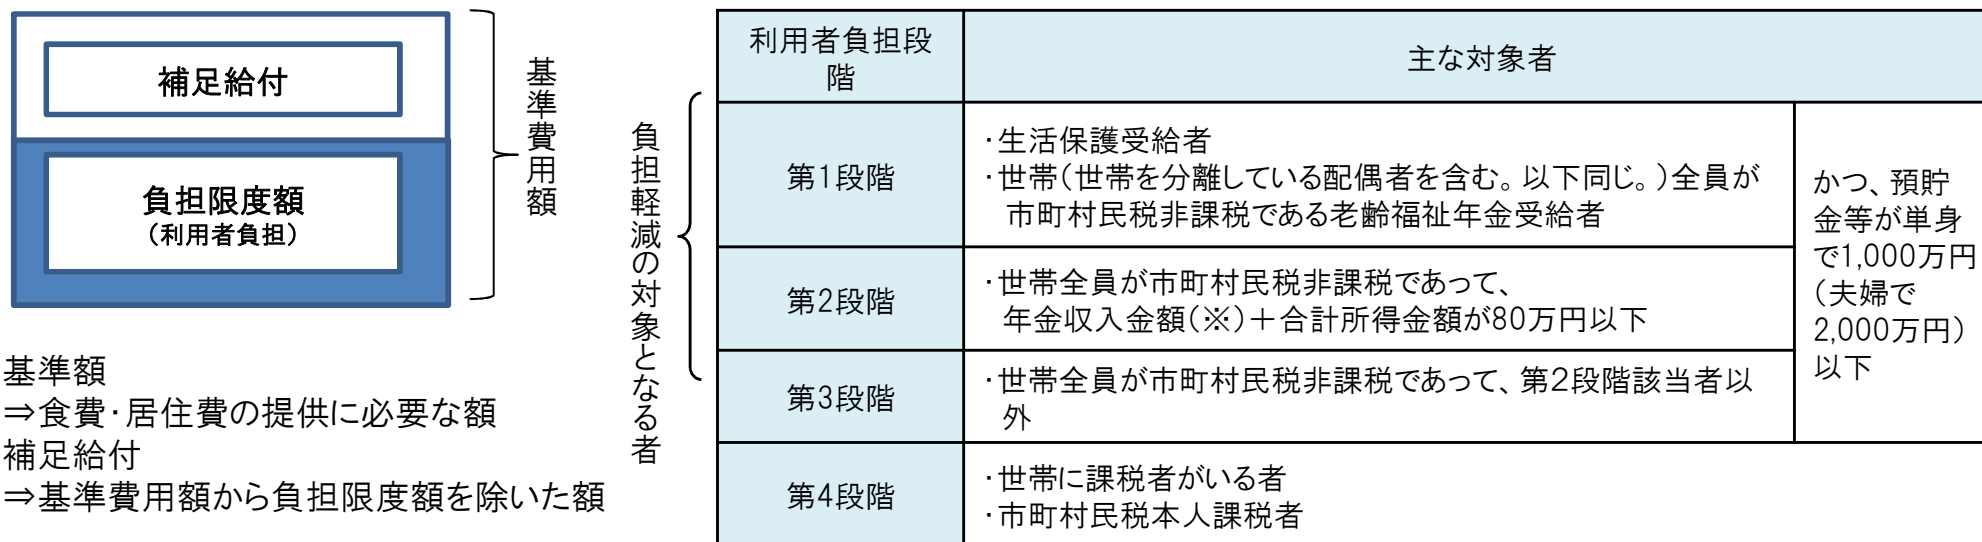 補足給付
負担限度額
（利用者負担）
基準費用額
基準額
⇒食費・居住費の提供に必要な額
補足給付
⇒基準費用額から負担限度額を除いた額
負担軽減の対象となる者
利用者負担段
階
主な対象者
第1段階
・生活保護受給者
・世帯（世帯を分離している配偶者を含む。以下同じ。）全員が
市町村民税非課税である老齢福祉年金受給者
第2段階
・世帯全員が市町村民税非課税であって、
年金収入金額（※）＋合計所得金額が80万円以下
第3段階
・世帯全員が市町村民税非課税であって、第2段階該当者以
外
かつ、預貯
金等が単身
で1,000万円
（夫婦で
2,000万円）
以下
第4段階
・世帯に課税者がいる者
・市町村民税本人課税者